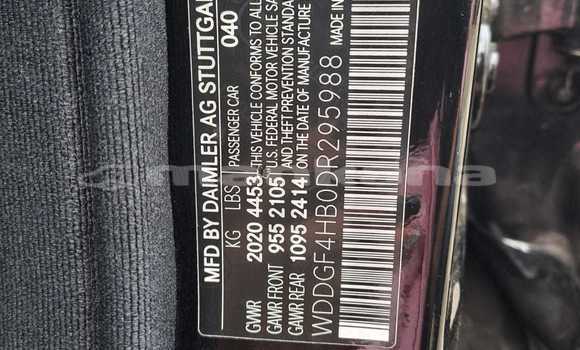 MFD BY DAIMLER AG STUTTGA
040
KG LBS PASSENGER CAR
GVWR 2020 4453 THIS VEHICLE CONFORMS TO ALL
GAWR FRONT 955 2105 U.S. FEDERAL MOTOR VEHICLE SA
AND THEFT PREVENTION STANDA
GAWR REAR 1095 2414 ON THE DATE OF MANUFACTURE
WDDGF4HB0DR295988 MADE IN